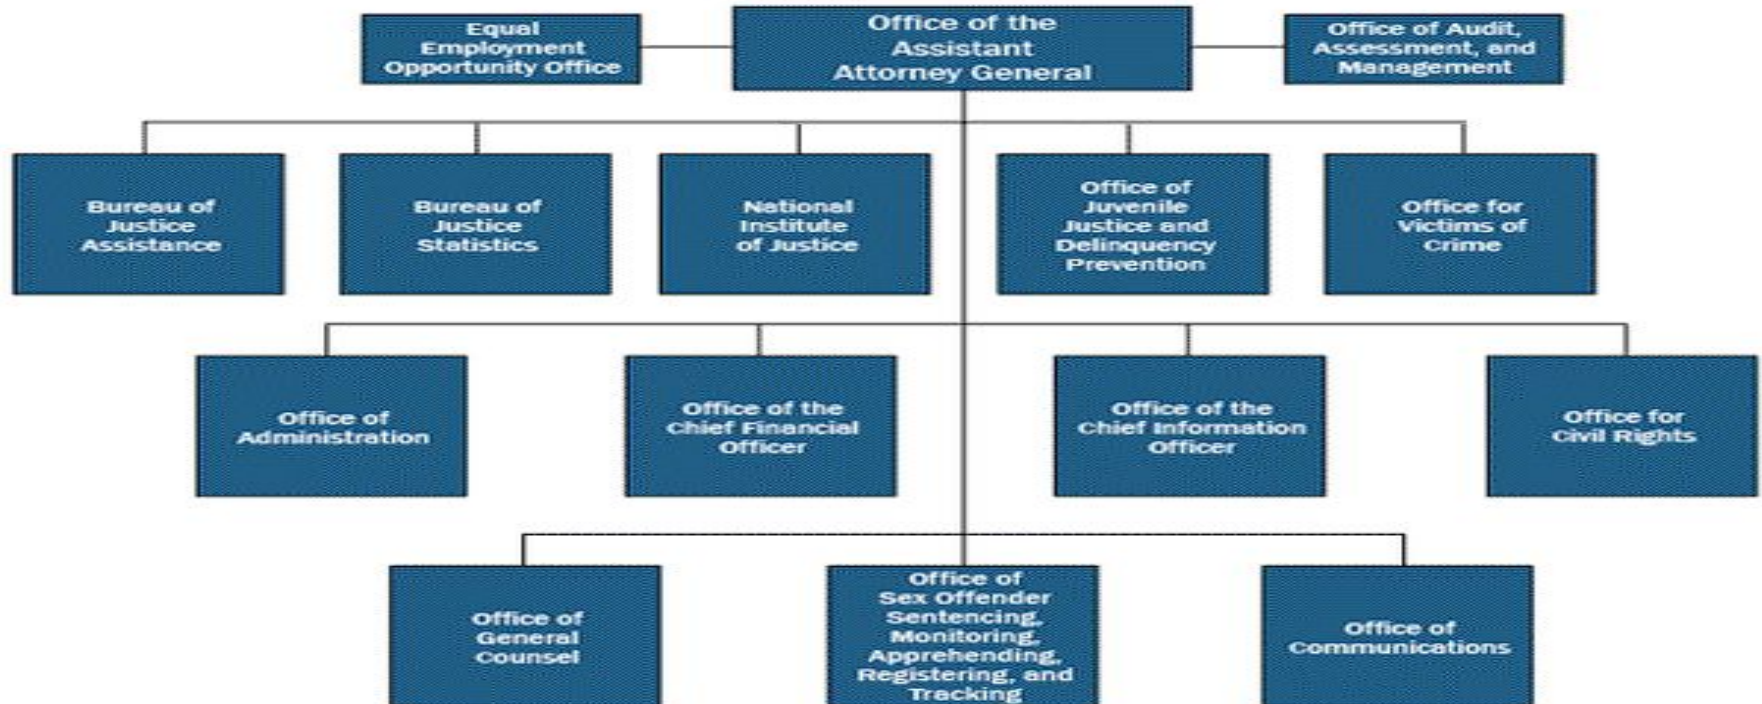 Equal
Employment
Opportunity Office
Office of the
Assistant
Attorney General
Office of Audit,
Assessment, and
Management
Bureau of
Justice
Assistance
Bureau of
Justice
Statistics
National
Institute
of Justice
Office of
Juvenile
Justice and
Delinquency
Prevention
Office for
Victims of
Crime
Office of
Administration
Office of the
Chief Financial
Officer
Office of the
Chief Information
Officer
Office for
Civil Rights
Office of
General
Counsel
Office of
Sex Offender
Sentencing,
Monitoring,
Apprehending,
Registering, and
Tracking
Office of
Communications